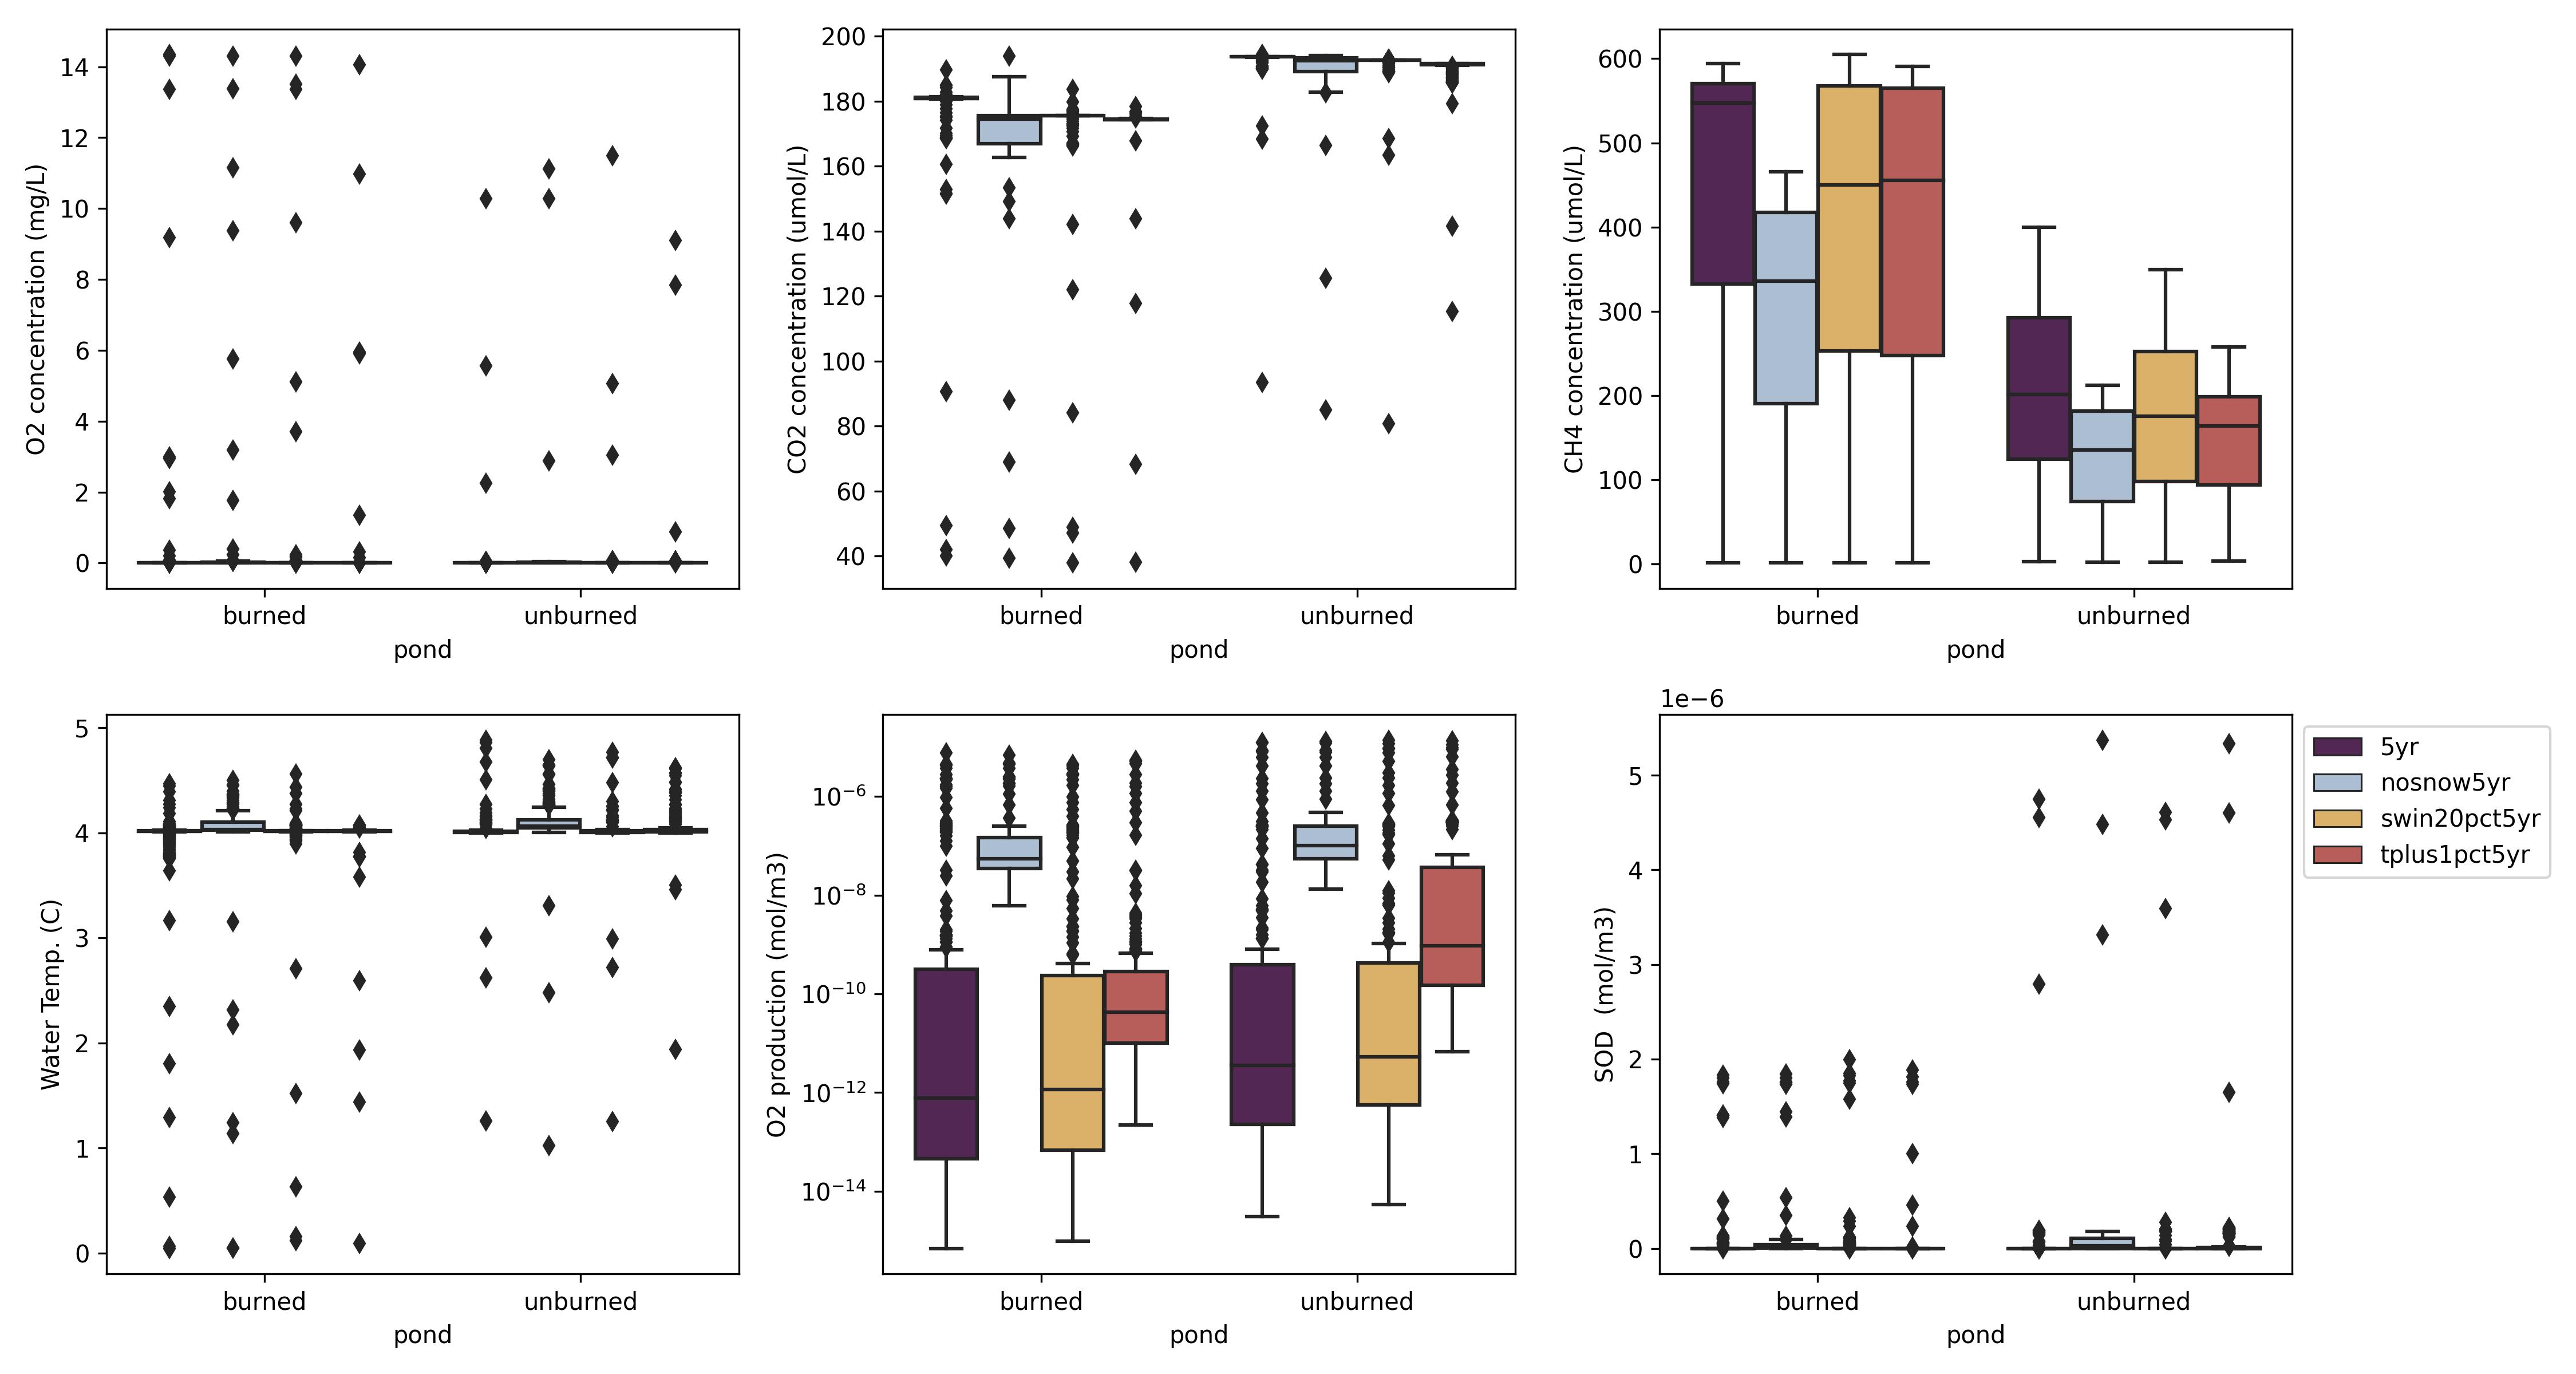 O2 concentration (mg/L)
14
12
10
8
6
4
2
0
burned
unburned
pond
CO2 concentration (umol/L)
200
180
160
140
120
100
80
60
40
burned
unburned
pond
CH4 concentration (umol/L)
600
500
400
300
200
100
0
burned
unburned
pond
Water Temp. (C)
5
4
3
2
1
0
burned
unburned
pond
O2 production (mol/m3)
10⁻⁶
10⁻⁸
10⁻¹⁰
10⁻¹²
10⁻¹⁴
burned
unburned
pond
1e−6
SOD (mol/m3)
5
4
3
2
1
0
burned
unburned
pond
5yr
nosnow5yr
swin20pct5yr
tplus1pct5yr